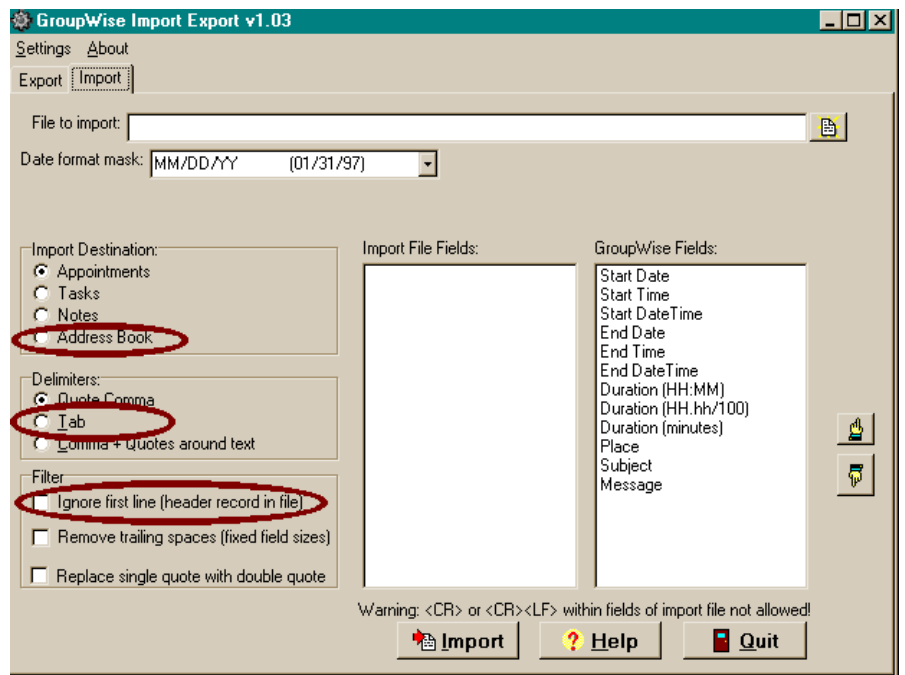 GroupWise Import Export v1.03
Settings About
Export Import
File to import:
Date format mask: MM/DD/YY (01/31/97)
Import Destination:
Appointments
Tasks
Notes
Address Book
Delimiters:
Quote Comma
Tab
Comma + Quotes around text
Filter
Ignore first line (header record in file)
Remove trailing spaces (fixed field sizes)
Replace single quote with double quote
Import File Fields:
GroupWise Fields:
Start Date
Start Time
Start DateTime
End Date
End Time
End DateTime
Duration (HH:MM)
Duration (HH.hh/100)
Duration (minutes)
Place
Subject
Message
Warning: <CR> or <CR><LF> within fields of import file not allowed!
Import ? Help Quit